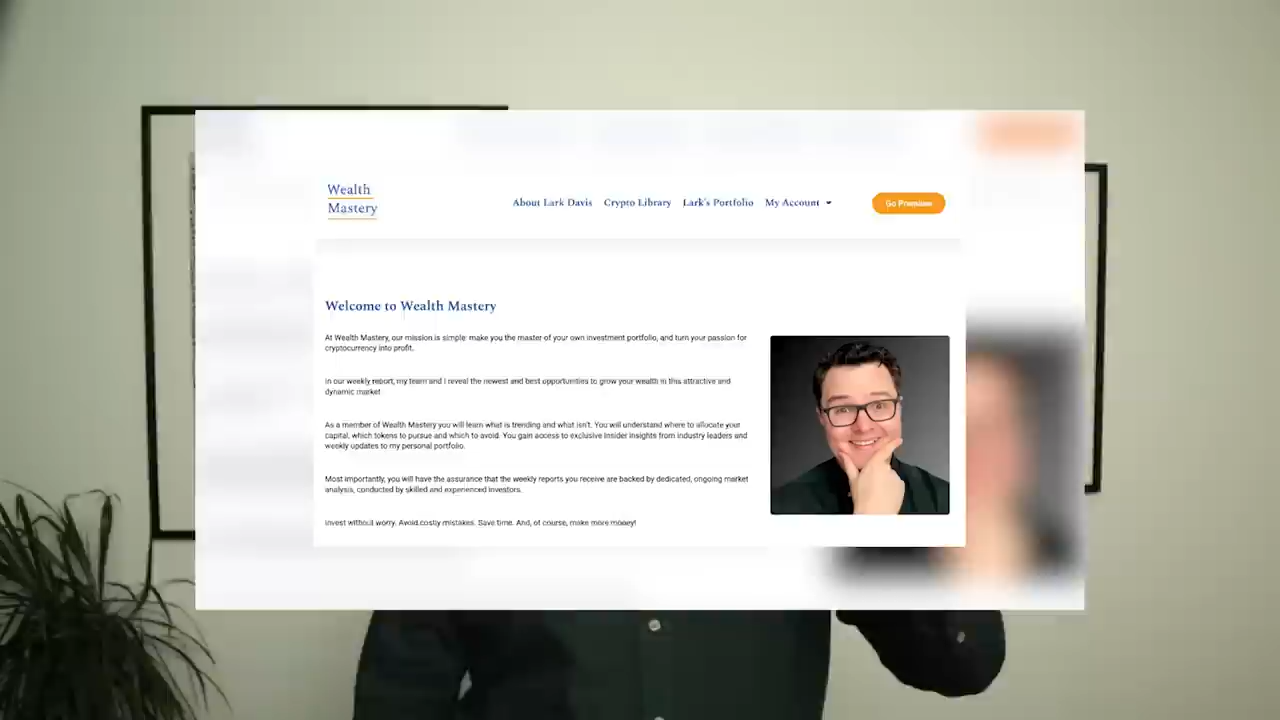 Wealth
Mastery
About Lark Davis
Crypto Library
Lark's Portfolio
My Account
Go Premium
Welcome to Wealth Mastery
At Wealth Mastery, our mission is simple: make you the master of your own investment portfolio, and turn your passion for
cryptocurrency into profit.
In our weekly report, my team and I reveal the newest and best opportunities to grow your wealth in this attractive and
dynamic market
As a member of Wealth Mastery you will learn what is trending and what isn't. You will understand where to allocate your
capital, which tokens to pursue and which to avoid. You gain access to exclusive insider insights from industry leaders and
weekly updates to my personal portfolio.
Most importantly, you will have the assurance that the weekly reports you receive are backed by dedicated, ongoing market
analysis, conducted by skilled and experienced investors.
Invest without worry. Avoid costly mistakes. Save time. And, of course, make more money!